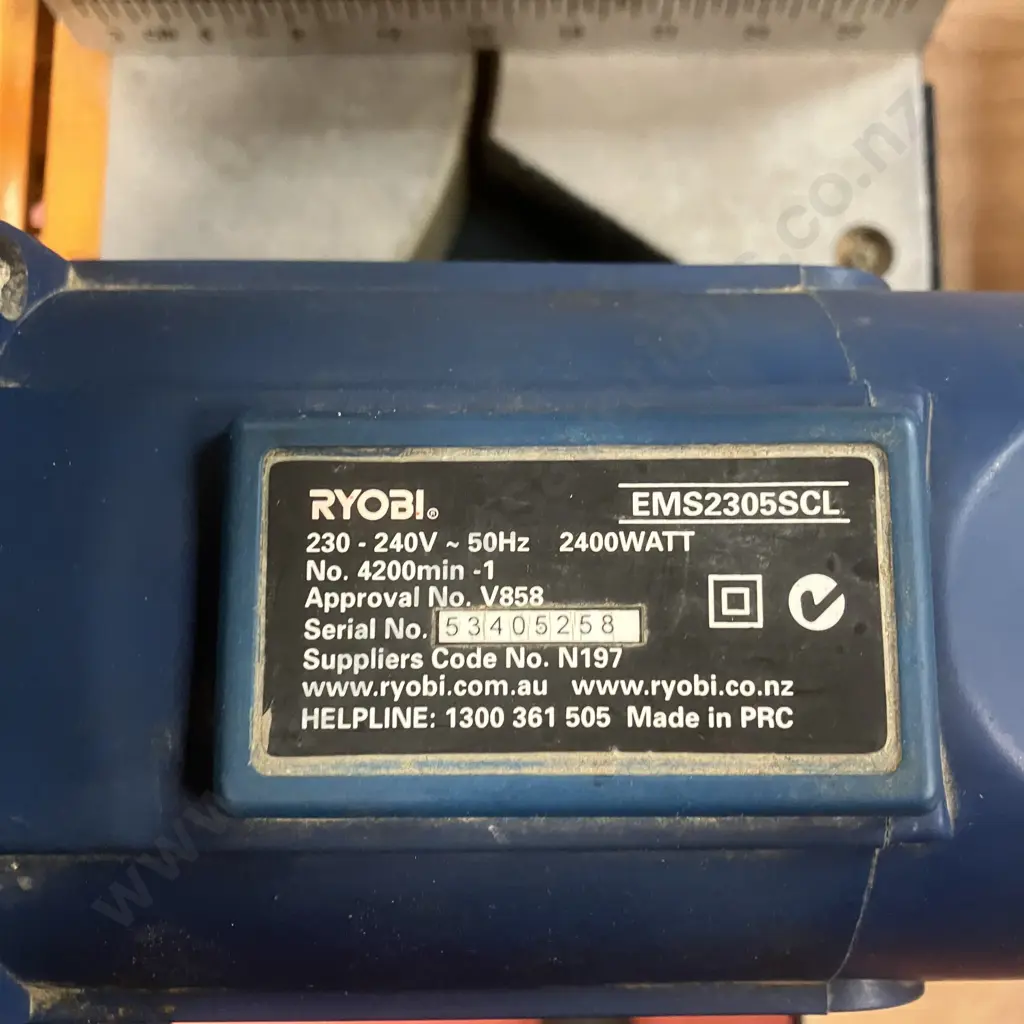 RYOBI®
EMS2305SCL
230 - 240V ~ 50Hz 2400WATT
No. 4200min -1
Approval No. V858
Serial No. 53405258
Suppliers Code No. N197
www.ryobi.com.au www.ryobi.co.nz
HELPLINE: 1300 361 505 Made in PRC